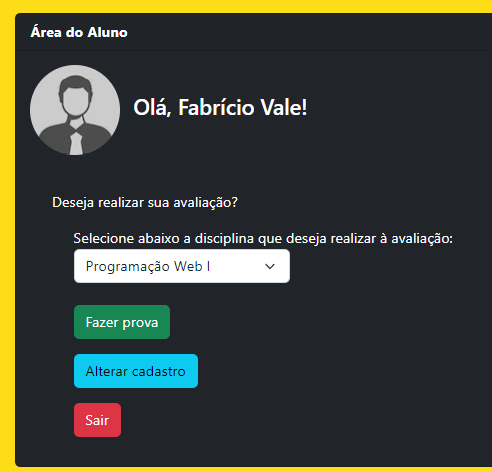 Área do Aluno
Olá, Fabrício Vale!
Deseja realizar sua avaliação?
Selecione abaixo a disciplina que deseja realizar à avaliação:
Programação Web I
Fazer prova
Alterar cadastro
Sair